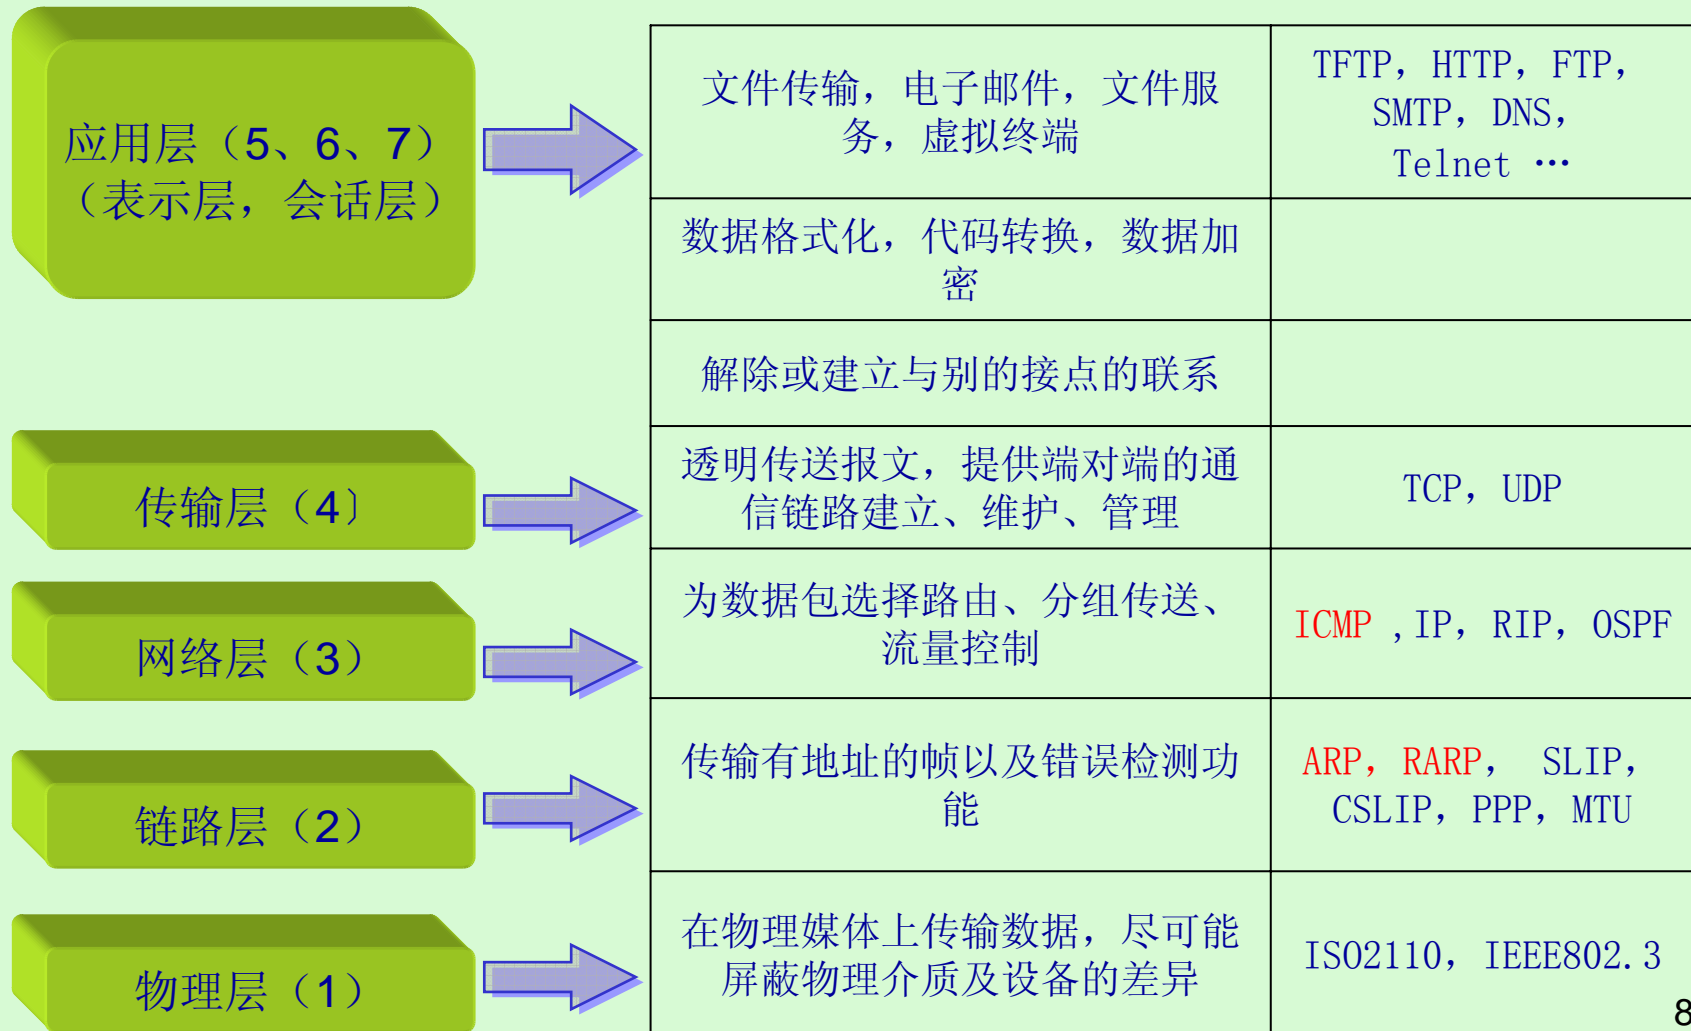 应用层（5、6、7）
（表示层，会话层）
文件传输，电子邮件，文件服
务，虚拟终端
TFTP，HTTP，FTP，
SMTP，DNS，
Telnet …
数据格式化，代码转换，数据加
密
解除或建立与别的接点的联系
传输层（4〕
透明传送报文，提供端对端的通
信链路建立、维护、管理
TCP，UDP
网络层（3）
为数据包选择路由、分组传送、
流量控制
ICMP ,IP，RIP，OSPF
链路层（2）
传输有地址的帧以及错误检测功
能
ARP，RARP， SLIP，
CSLIP，PPP，MTU
物理层（1）
在物理媒体上传输数据，尽可能
屏蔽物理介质及设备的差异
ISO2110，IEEE802.3
8